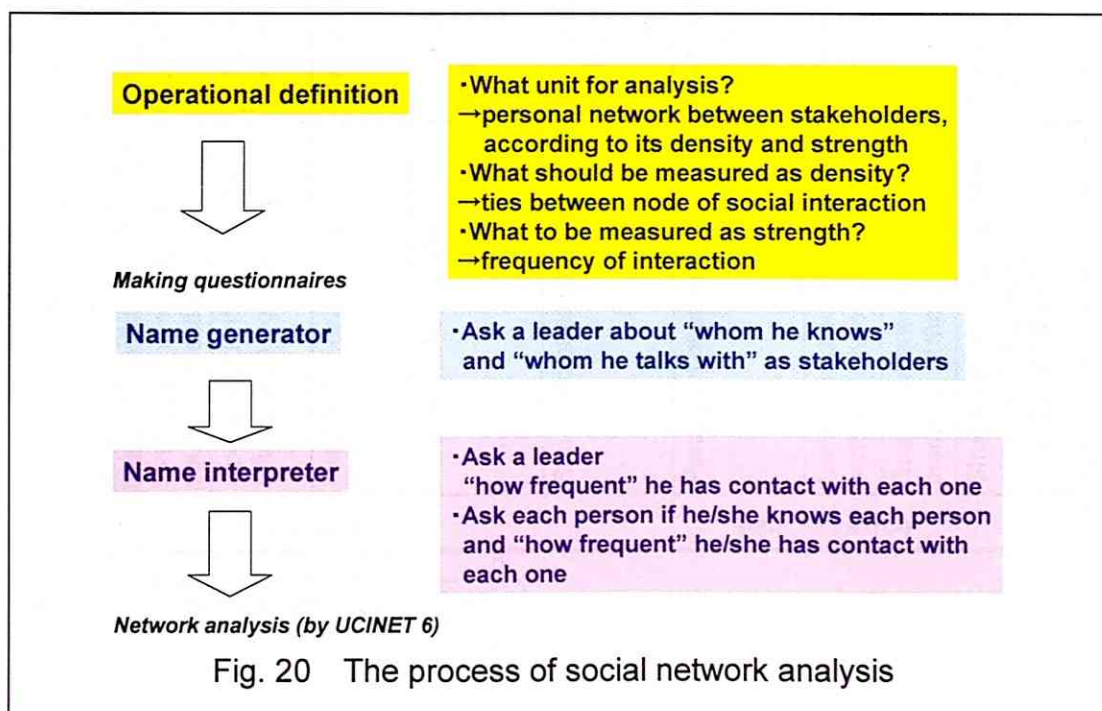 Operational definition
・What unit for analysis?
→personal network between stakeholders,
according to its density and strength
・What should be measured as density?
→ties between node of social interaction
・What to be measured as strength?
→frequency of interaction
Making questionnaires
Name generator
・Ask a leader about “whom he knows”
and “whom he talks with” as stakeholders
Name interpreter
・Ask a leader
“how frequent” he has contact with each one
・Ask each person if he/she knows each person
and “how frequent” he/she has contact with
each one
Network analysis (by UCINET 6)
Fig. 20 The process of social network analysis